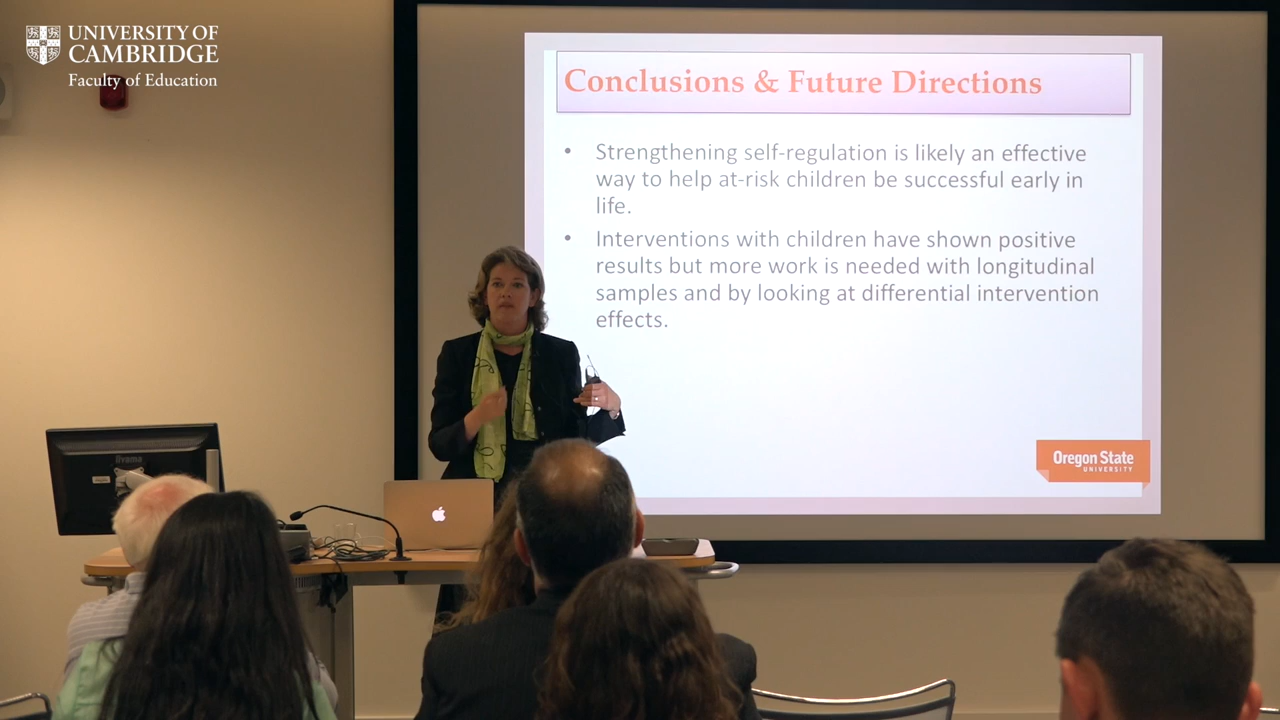 UNIVERSITY OF
CAMBRIDGE
Faculty of Education
Conclusions & Future Directions
• Strengthening self-regulation is likely an effective
way to help at-risk children be successful early in
life.
• Interventions with children have shown positive
results but more work is needed with longitudinal
samples and by looking at differential intervention
effects.
Oregon State
UNIVERSITY
iiyama